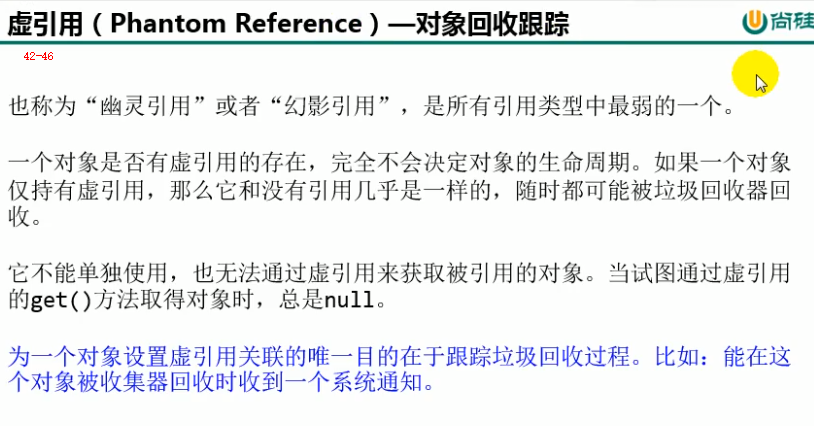 虚引用（Phantom Reference）—对象回收跟踪
尚硅
42-46
也称为“幽灵引用”或者“幻影引用”，是所有引用类型中最弱的一个。
一个对象是否有虚引用的存在，完全不会决定对象的生命周期。如果一个对象
仅持有虚引用，那么它和没有引用几乎是一样的，随时都可能被垃圾回收器回
收。
它不能单独使用，也无法通过虚引用来获取被引用的对象。当试图通过虚引用
的get()方法取得对象时，总是null。
为一个对象设置虚引用关联的唯一目的在于跟踪垃圾回收过程。比如：能在这
个对象被收集器回收时收到一个系统通知。